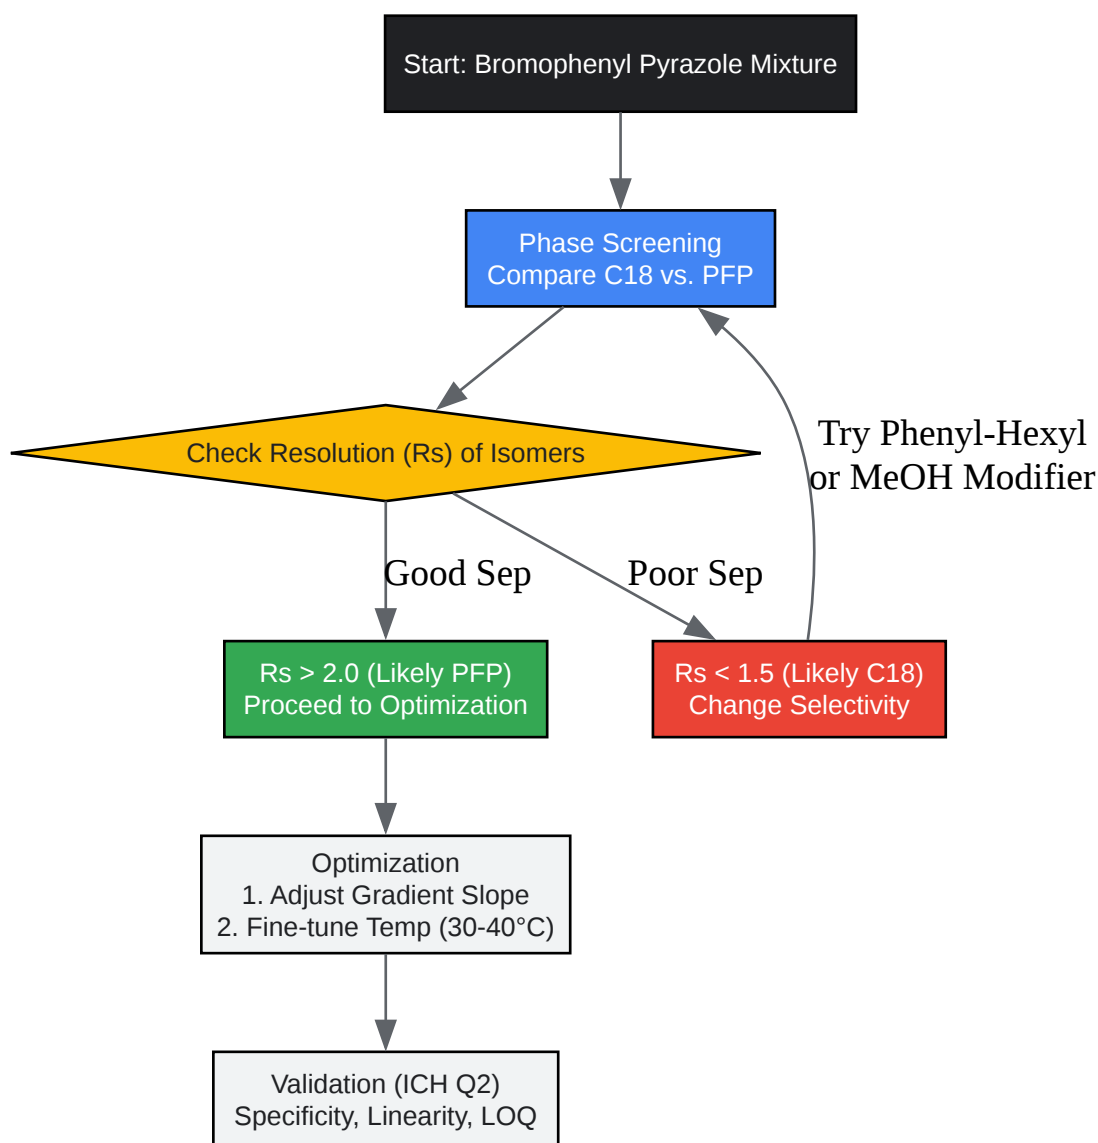 Start: Bromophenyl Pyrazole Mixture
Phase Screening
Compare C18 vs. PFP
Check Resolution (Rs) of Isomers
Try Phenyl-Hexyl
or MeOH Modifier
Good Sep
Poor Sep
Rs > 2.0 (Likely PFP)
Proceed to Optimization
Rs < 1.5 (Likely C18)
Change Selectivity
Optimization
1. Adjust Gradient Slope
2. Fine-tune Temp (30-40°C)
Validation (ICH Q2)
Specificity, Linearity, LOQ